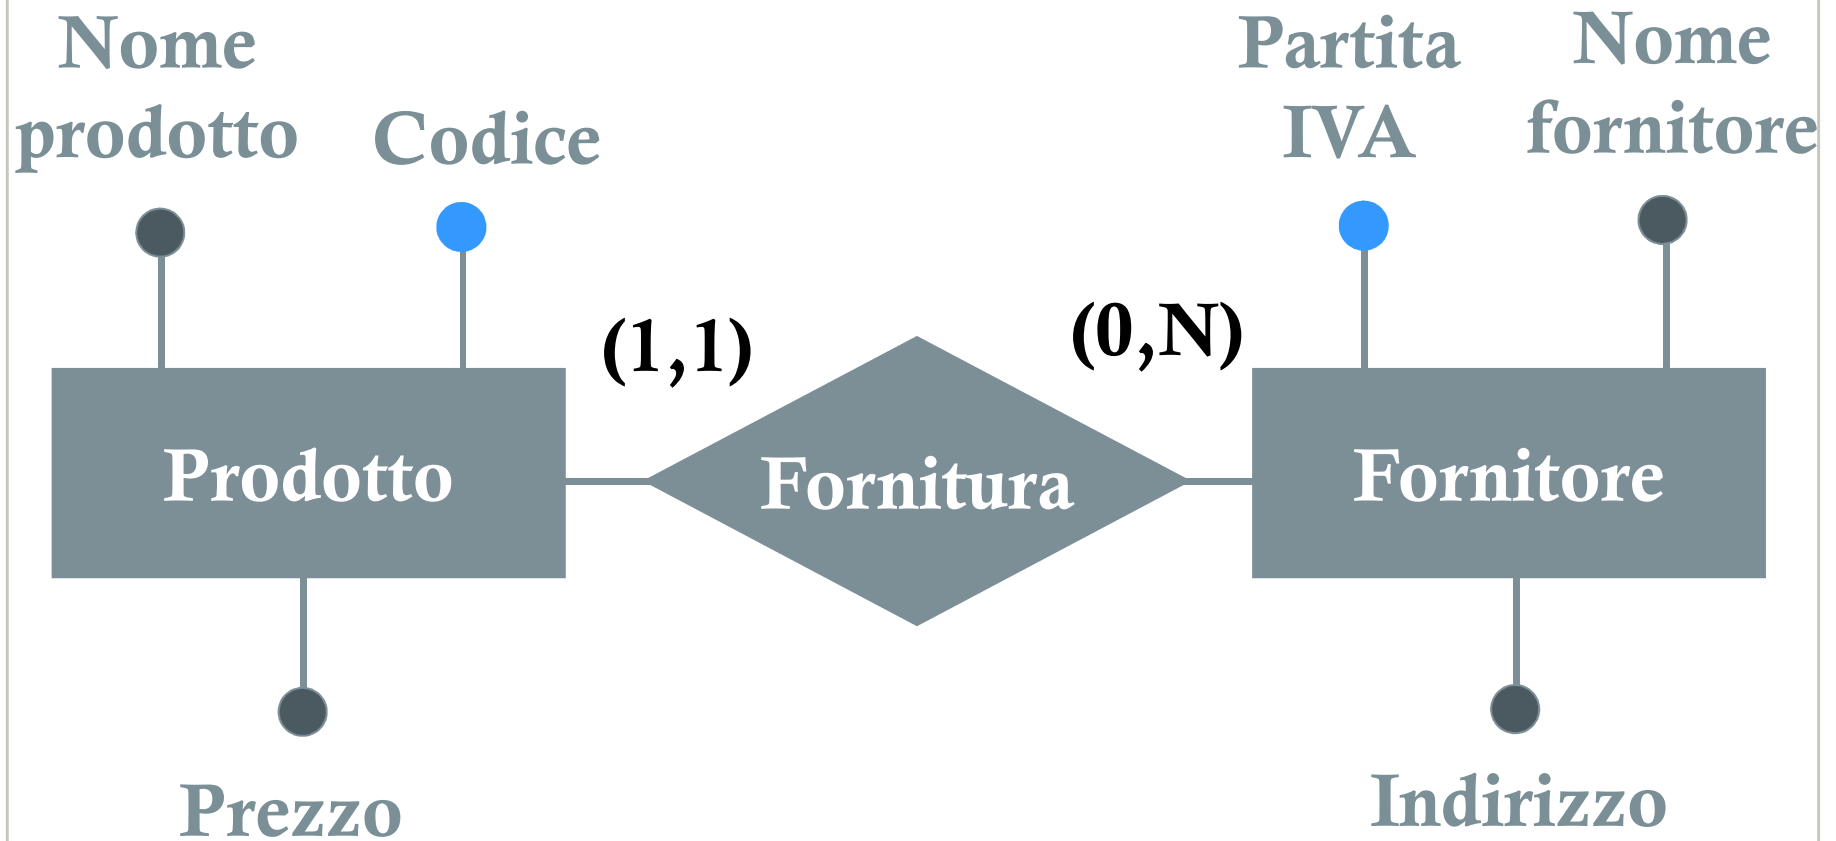 Nome
prodotto
Codice
Partita
IVA
Nome
fornitore
(1,1)
(0,N)
Prodotto
Fornitura
Fornitore
Prezzo
Indirizzo